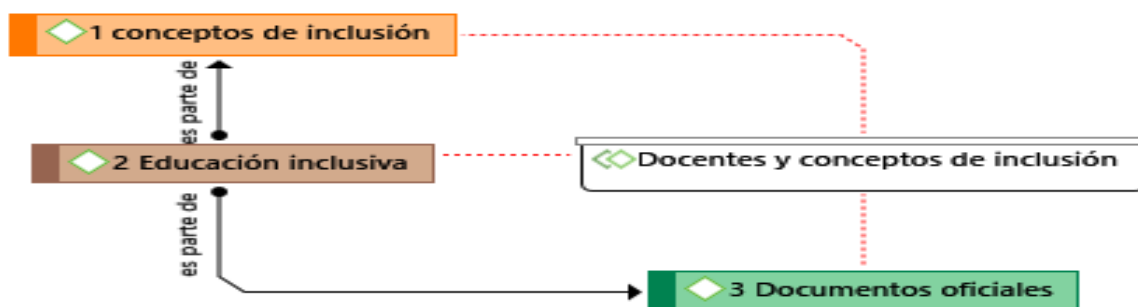 1 conceptos de inclusión
es parte de
2 Educación inclusiva
Docentes y conceptos de inclusión
es parte de
3 Documentos oficiales